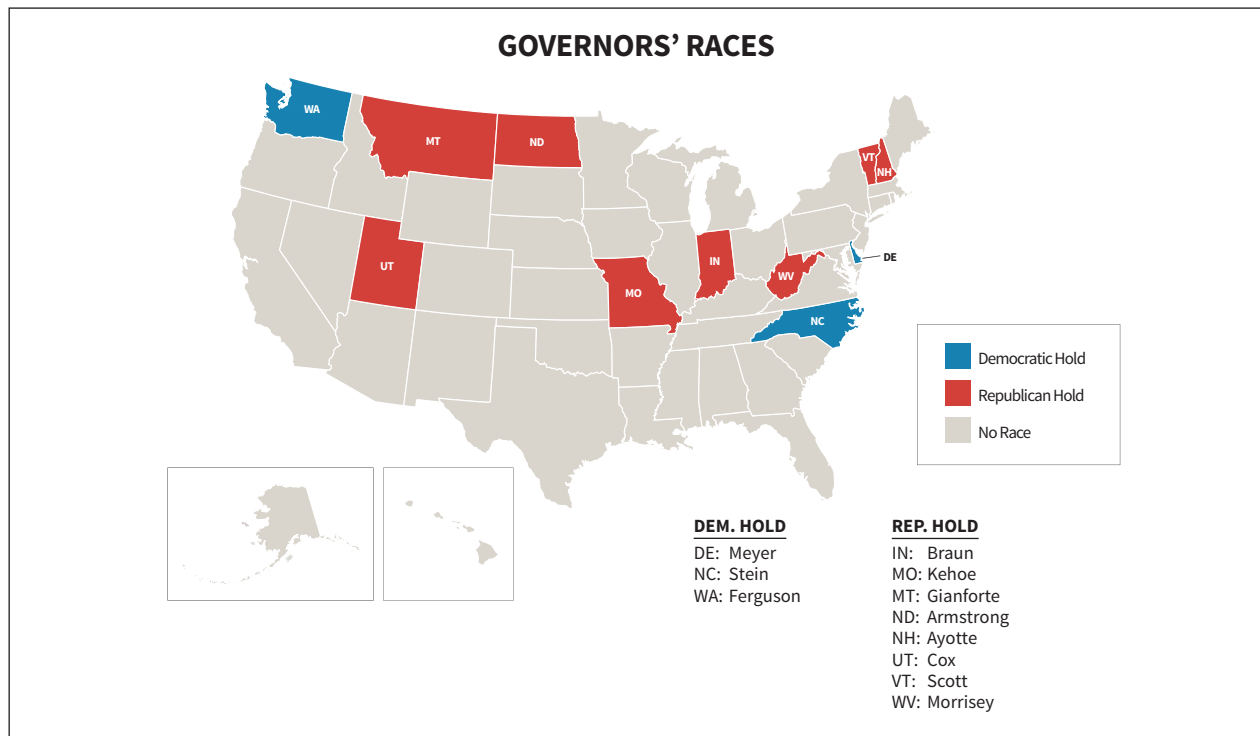 GOVERNORS’ RACES
WA
MT
ND
VT
NH
UT
IN
MO
WV
DE
NC
Democratic Hold
Republican Hold
No Race
DEM. HOLD
DE: Meyer
NC: Stein
WA: Ferguson
REP. HOLD
IN: Braun
MO: Kehoe
MT: Gianforte
ND: Armstrong
NH: Ayotte
UT: Cox
VT: Scott
WV: Morrisey